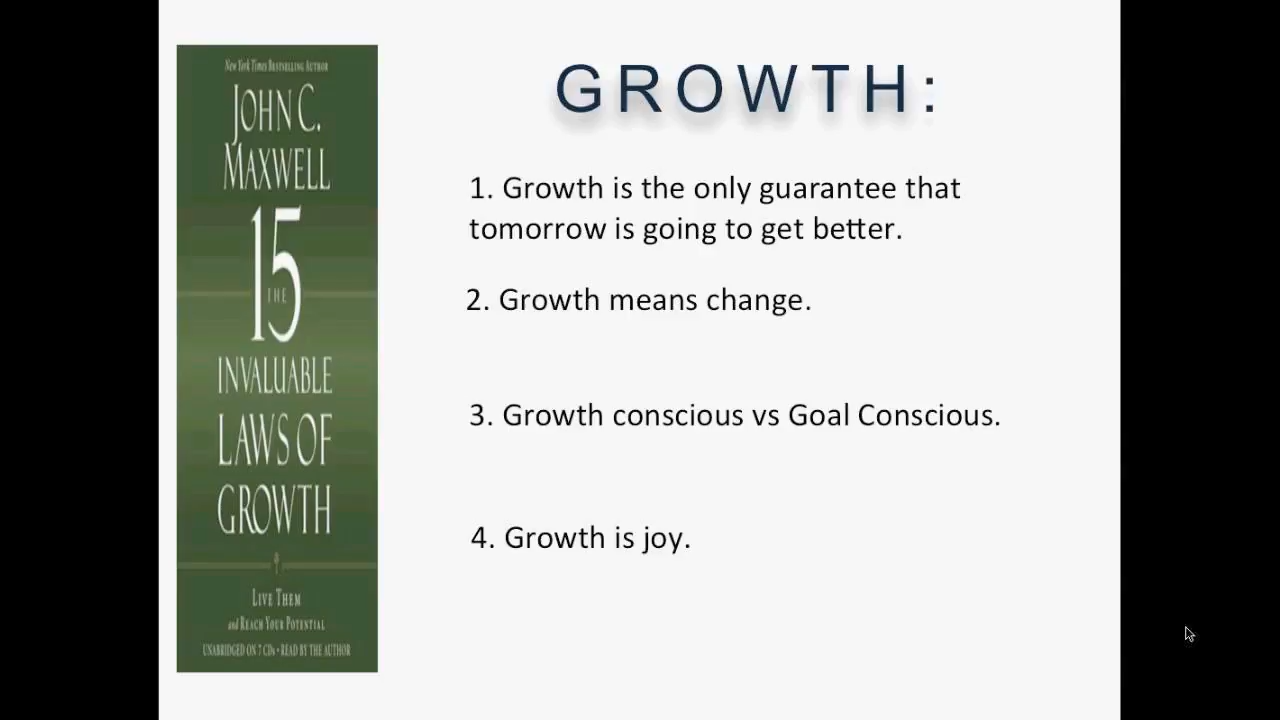 New York Times BESTSELLING AUTHOR
JOHN C.
MAXWELL
15
THE
INVALUABLE
LAWS OF
GROWTH
LIVE THEM
and REACH YOUR POTENTIAL
UNABRIDGED ON 7 CDs • READ BY THE AUTHOR
GROWTH:
1. Growth is the only guarantee that
tomorrow is going to get better.
2. Growth means change.
3. Growth conscious vs Goal Conscious.
4. Growth is joy.